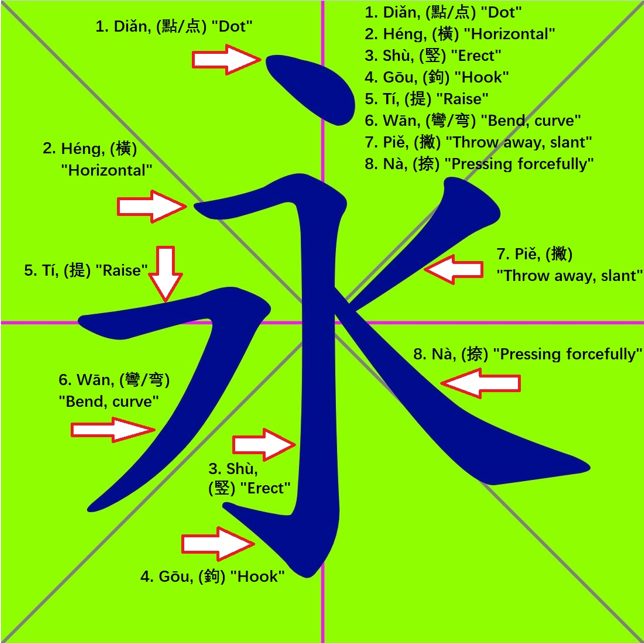 1. Diǎn, (點/点) "Dot"
1. Diǎn, (點/点) "Dot"
2. Héng, (橫) "Horizontal"
3. Shù, (竪) "Erect"
4. Gōu, (鉤) "Hook"
5. Tí, (提) "Raise"
6. Wān, (彎/弯) "Bend, curve"
7. Piě, (撇) "Throw away, slant"
8. Nà, (捺) "Pressing forcefully"
2. Héng, (橫)
"Horizontal"
5. Tí, (提) "Raise"
7. Piě, (撇)
"Throw away, slant"
8. Nà, (捺) "Pressing forcefully"
6. Wān, (彎/弯)
"Bend, curve"
3. Shù,
(竪) "Erect"
4. Gōu, (鉤) "Hook"
永